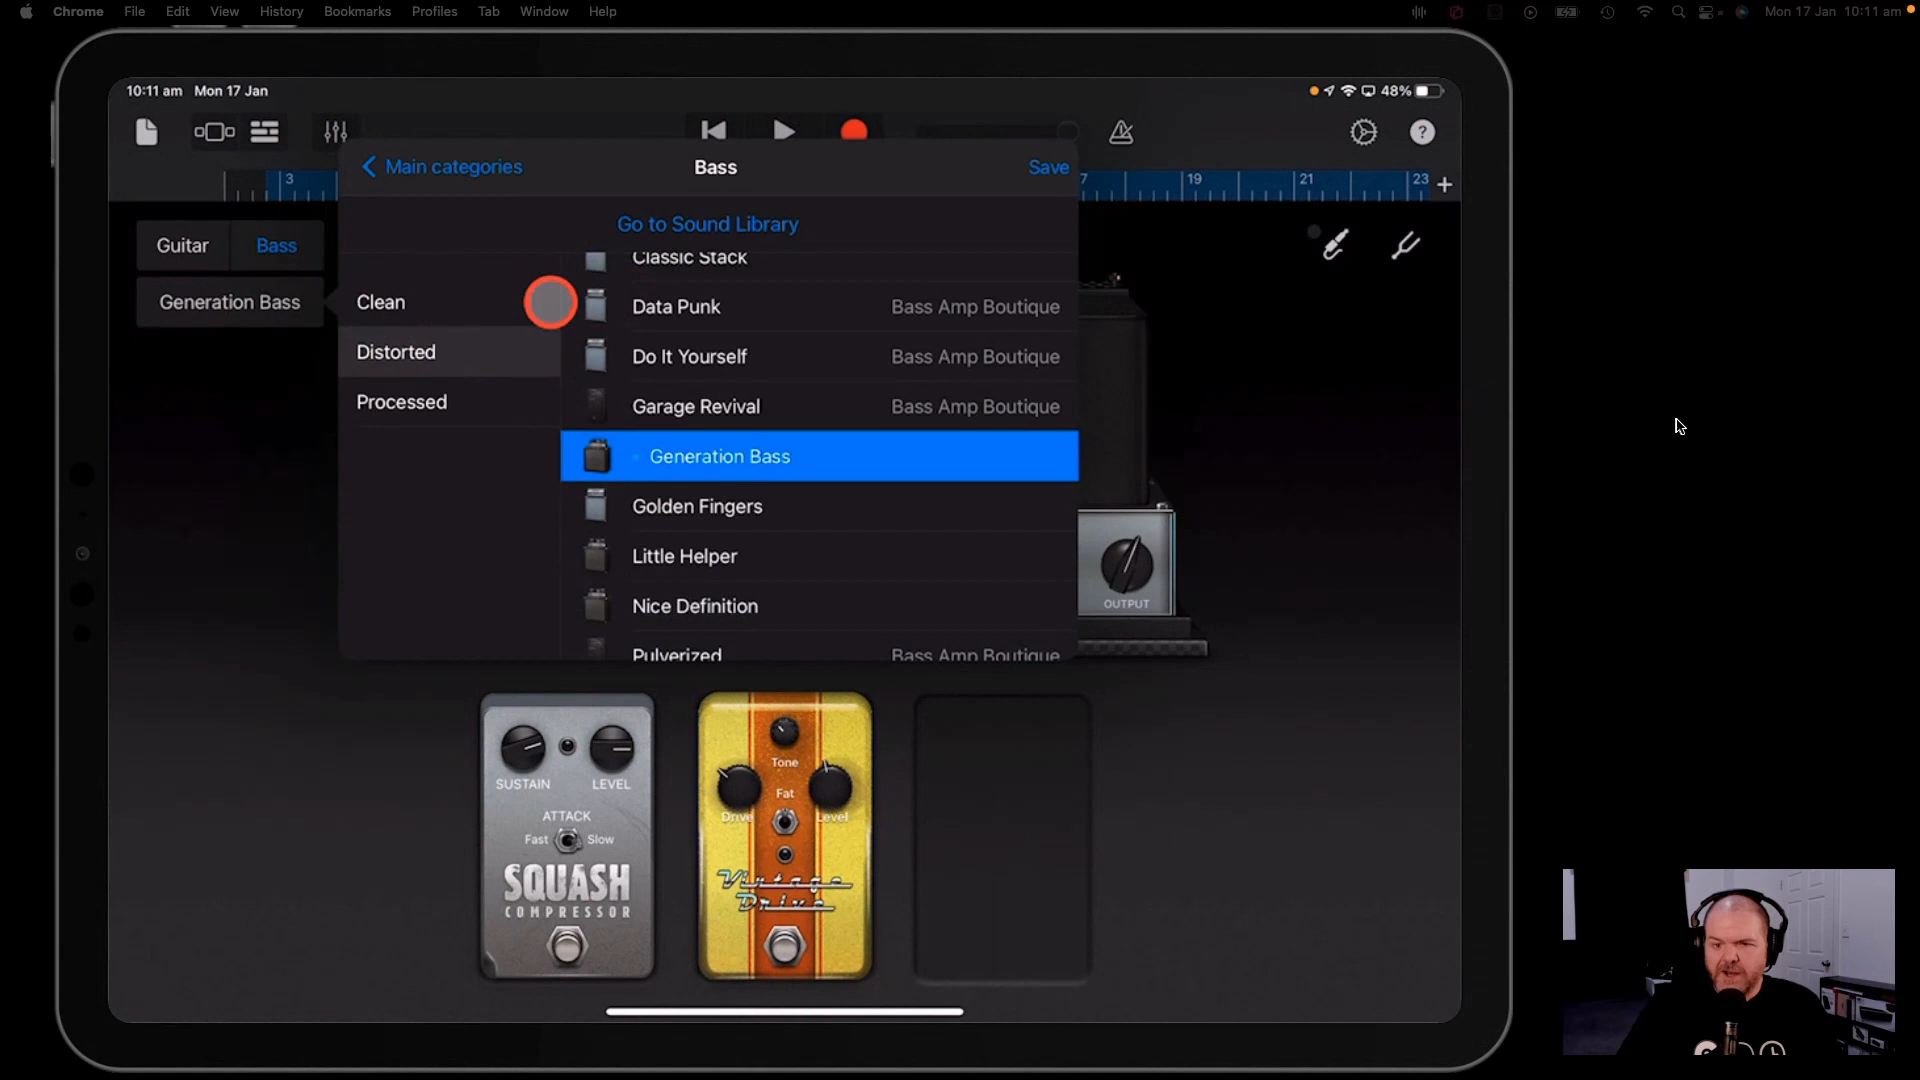 Chrome File Edit View History Bookmarks Profiles Tab Window Help Mon 17 Jan 10:11 am
10:11 am Mon 17 Jan 48%
Main categories Bass Save
3 7 19 21 23
Go to Sound Library
Guitar Bass
Generation Bass
Clean
Distorted
Processed
Classic Stack
Data Punk Bass Amp Boutique
Do It Yourself Bass Amp Boutique
Garage Revival Bass Amp Boutique
Generation Bass
Golden Fingers
Little Helper
Nice Definition
Pulverized Bass Amp Boutique
OUTPUT
SUSTAIN LEVEL
ATTACK
Fast Slow
SQUASH
COMPRESSOR
Tone
Fat
Drive Level
Vintage
Drive